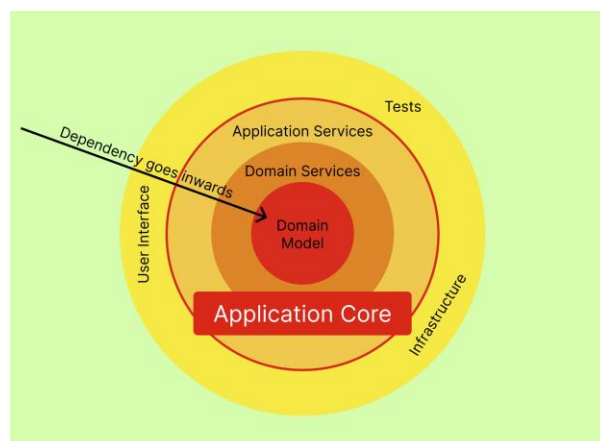 Tests
Application Services
Dependency goes inwards
Domain Services
User Interface
Domain
Model
Application Core
Infrastructure